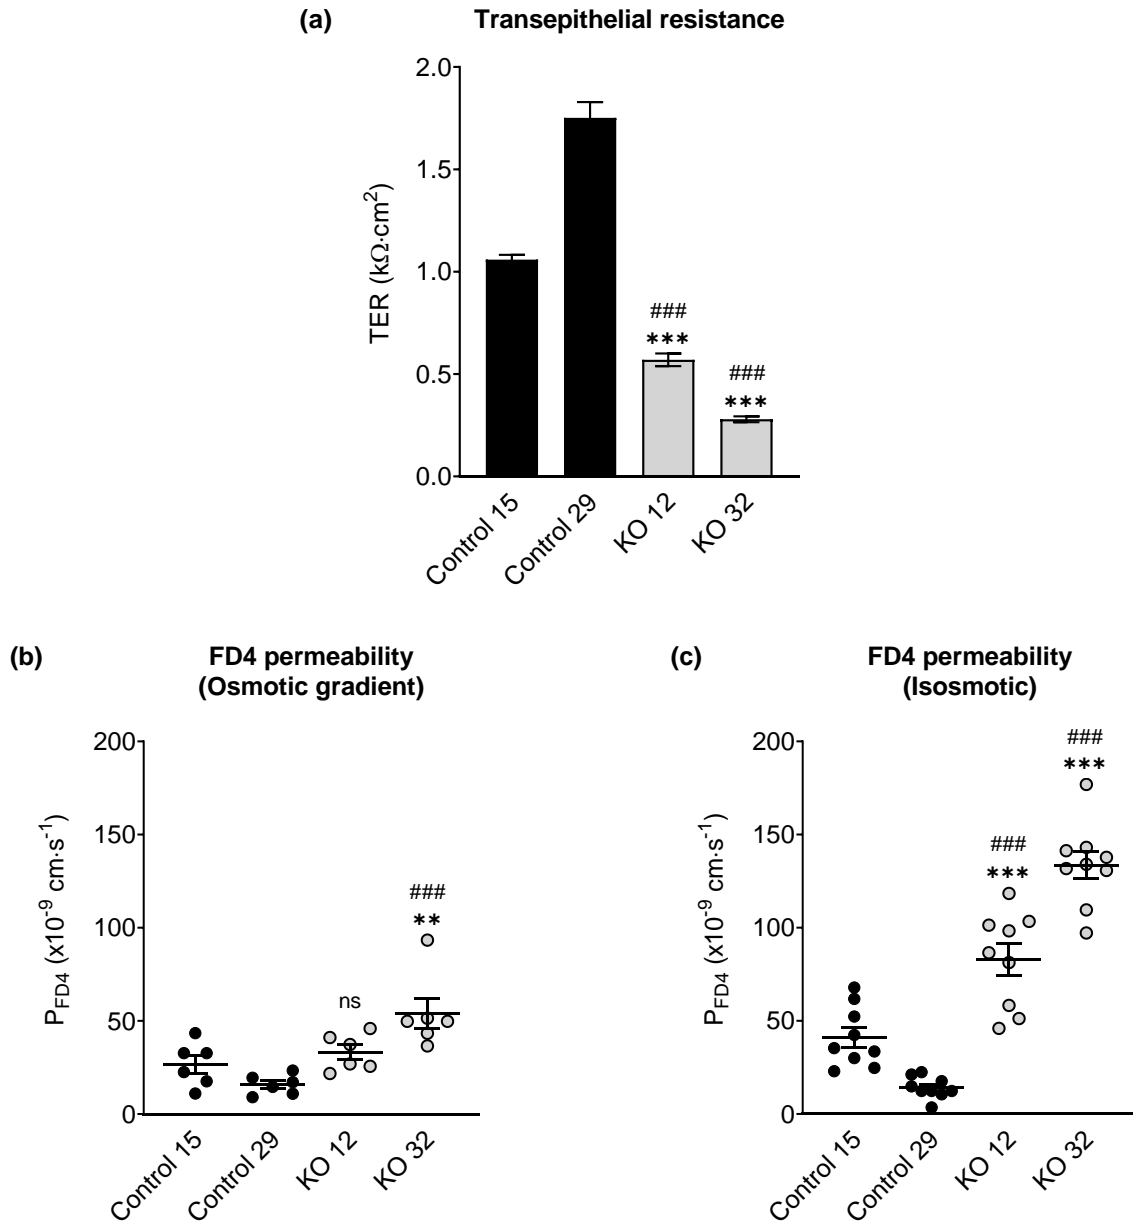 (a) Transepithelial resistance
TER (kΩ·cm²)
2.0
1.5
1.0
0.5
0.0
###
***
###
***
Control 15
Control 29
KO 12
KO 32
(b) FD4 permeability
(Osmotic gradient)
P_FD4 (x10⁻⁹ cm·s⁻¹)
200
150
100
50
0
ns
###
**
Control 15
Control 29
KO 12
KO 32
(c) FD4 permeability
(Isosmotic)
P_FD4 (x10⁻⁹ cm·s⁻¹)
200
150
100
50
0
###
***
###
***
Control 15
Control 29
KO 12
KO 32